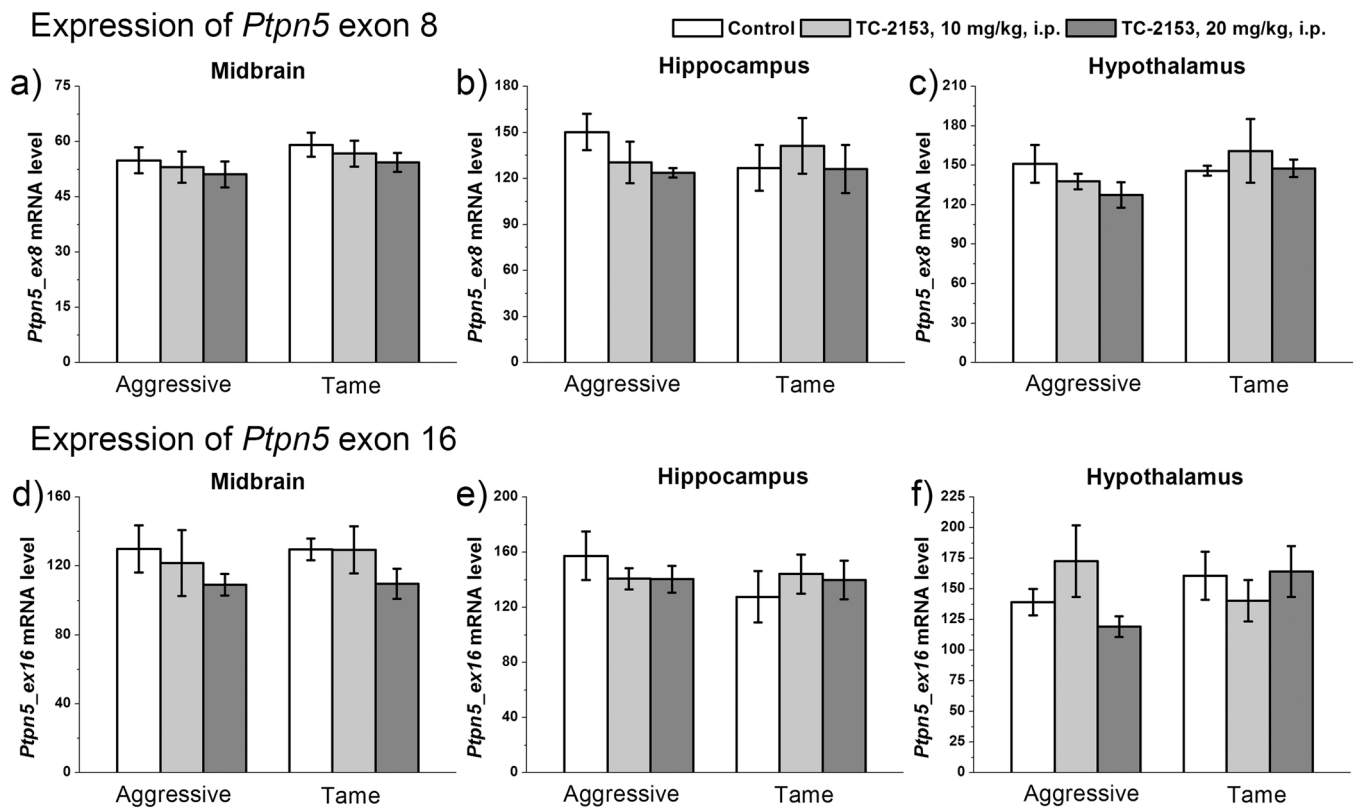 Expression of Ptpn5 exon 8
Control TC-2153, 10 mg/kg, i.p. TC-2153, 20 mg/kg, i.p.
a)
Midbrain
Ptpn5_ex8 mRNA level
75
60
45
30
15
0
Aggressive Tame
b)
Hippocampus
Ptpn5_ex8 mRNA level
180
150
120
90
60
30
0
Aggressive Tame
c)
Hypothalamus
Ptpn5_ex8 mRNA level
210
180
150
120
90
60
30
0
Aggressive Tame
Expression of Ptpn5 exon 16
d)
Midbrain
Ptpn5_ex16 mRNA level
160
120
80
40
0
Aggressive Tame
e)
Hippocampus
Ptpn5_ex16 mRNA level
200
160
120
80
40
0
Aggressive Tame
f)
Hypothalamus
Ptpn5_ex16 mRNA level
225
200
175
150
125
100
75
50
25
0
Aggressive Tame